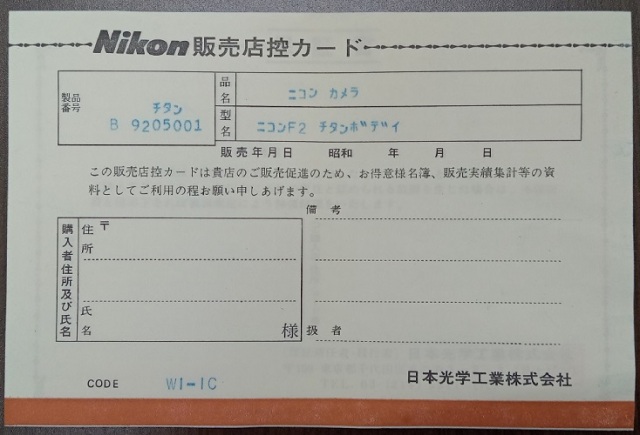 Nikon 販売店控カード
製品番号
チタン
B 9205001
品名
ニコン カメラ
型名
ニコンF2 チタンボディ
販売年月日 昭和 年 月 日
この販売店控カードは貴店のご販売促進のため、お得意様名簿、販売実績集計等の資
料としてご利用の程お願い申しあげます。
購入者住所及び氏名
住所
〒
氏名
様
備考
扱者
CODE W1-1C
日本光学工業株式会社